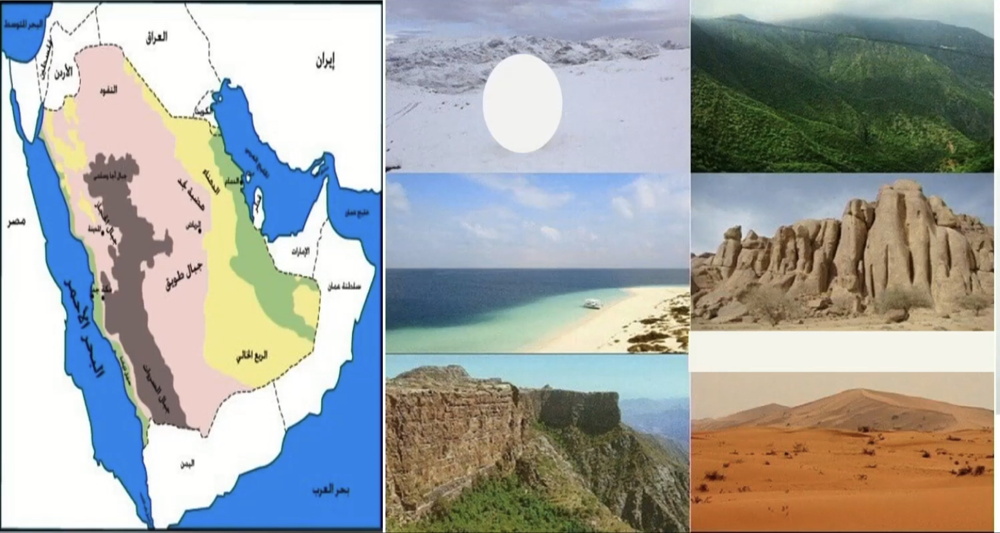 البحر المتوسط
العراق
إيران
فلسطين
الأردن
النفود
الكويت
الخليج العربي
جبال أجا وسلمى
الدهناء
الدمام
هضبة نجد
قطر
خليج عمان
مصر
جبال الحجاز
المدينة
الرياض
الإمارات
جبال طويق
سلطنة عمان
مكة
جدة
البحر الأحمر
الربع الخالي
جبال السروات
اليمن
بحر العرب